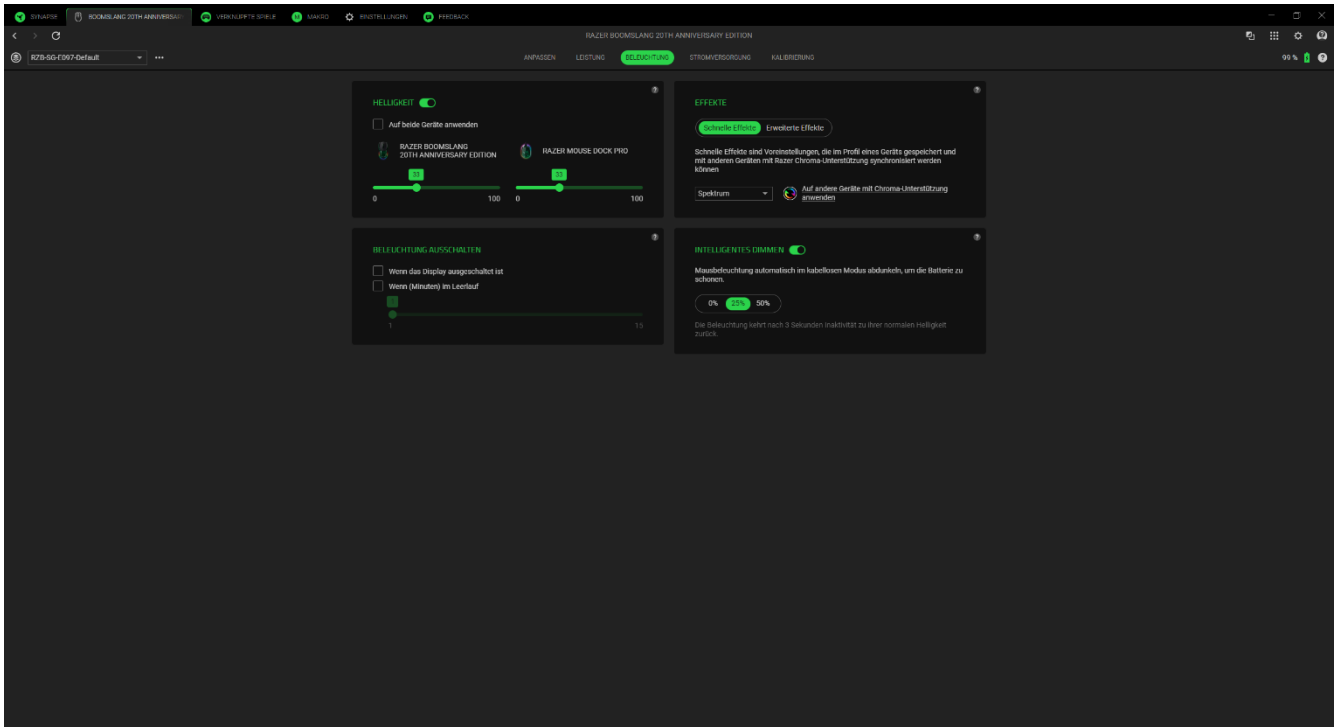 SYNAPSE
BOOMSLANG 20TH ANNIVERSARY
VERKNÜPFTE SPIELE
MAKRO
EINSTELLUNGEN
FEEDBACK
RAZER BOOMSLANG 20TH ANNIVERSARY EDITION
RZB-SG-E097-Default
ANPASSEN
LEISTUNG
BELEUCHTUNG
STROMVERSORGUNG
KALIBRIERUNG
99 %
HELLIGKEIT
Auf beide Geräte anwenden
RAZER BOOMSLANG
20TH ANNIVERSARY EDITION
33
0 100
RAZER MOUSE DOCK PRO
33
0 100
EFFEKTE
Schnelle Effekte Erweiterte Effekte
Schnelle Effekte sind Voreinstellungen, die im Profil eines Geräts gespeichert und
mit anderen Geräten mit Razer Chroma-Unterstützung synchronisiert werden
können
Spektrum
Auf andere Geräte mit Chroma-Unterstützung
anwenden
BELEUCHTUNG AUSSCHALTEN
Wenn das Display ausgeschaltet ist
Wenn (Minuten) im Leerlauf
1 15
INTELLIGENTES DIMMEN
Mausbeleuchtung automatisch im kabellosen Modus abdunkeln, um die Batterie zu
schonen.
0% 25% 50%
Die Beleuchtung kehrt nach 3 Sekunden Inaktivität zu ihrer normalen Helligkeit
zurück.